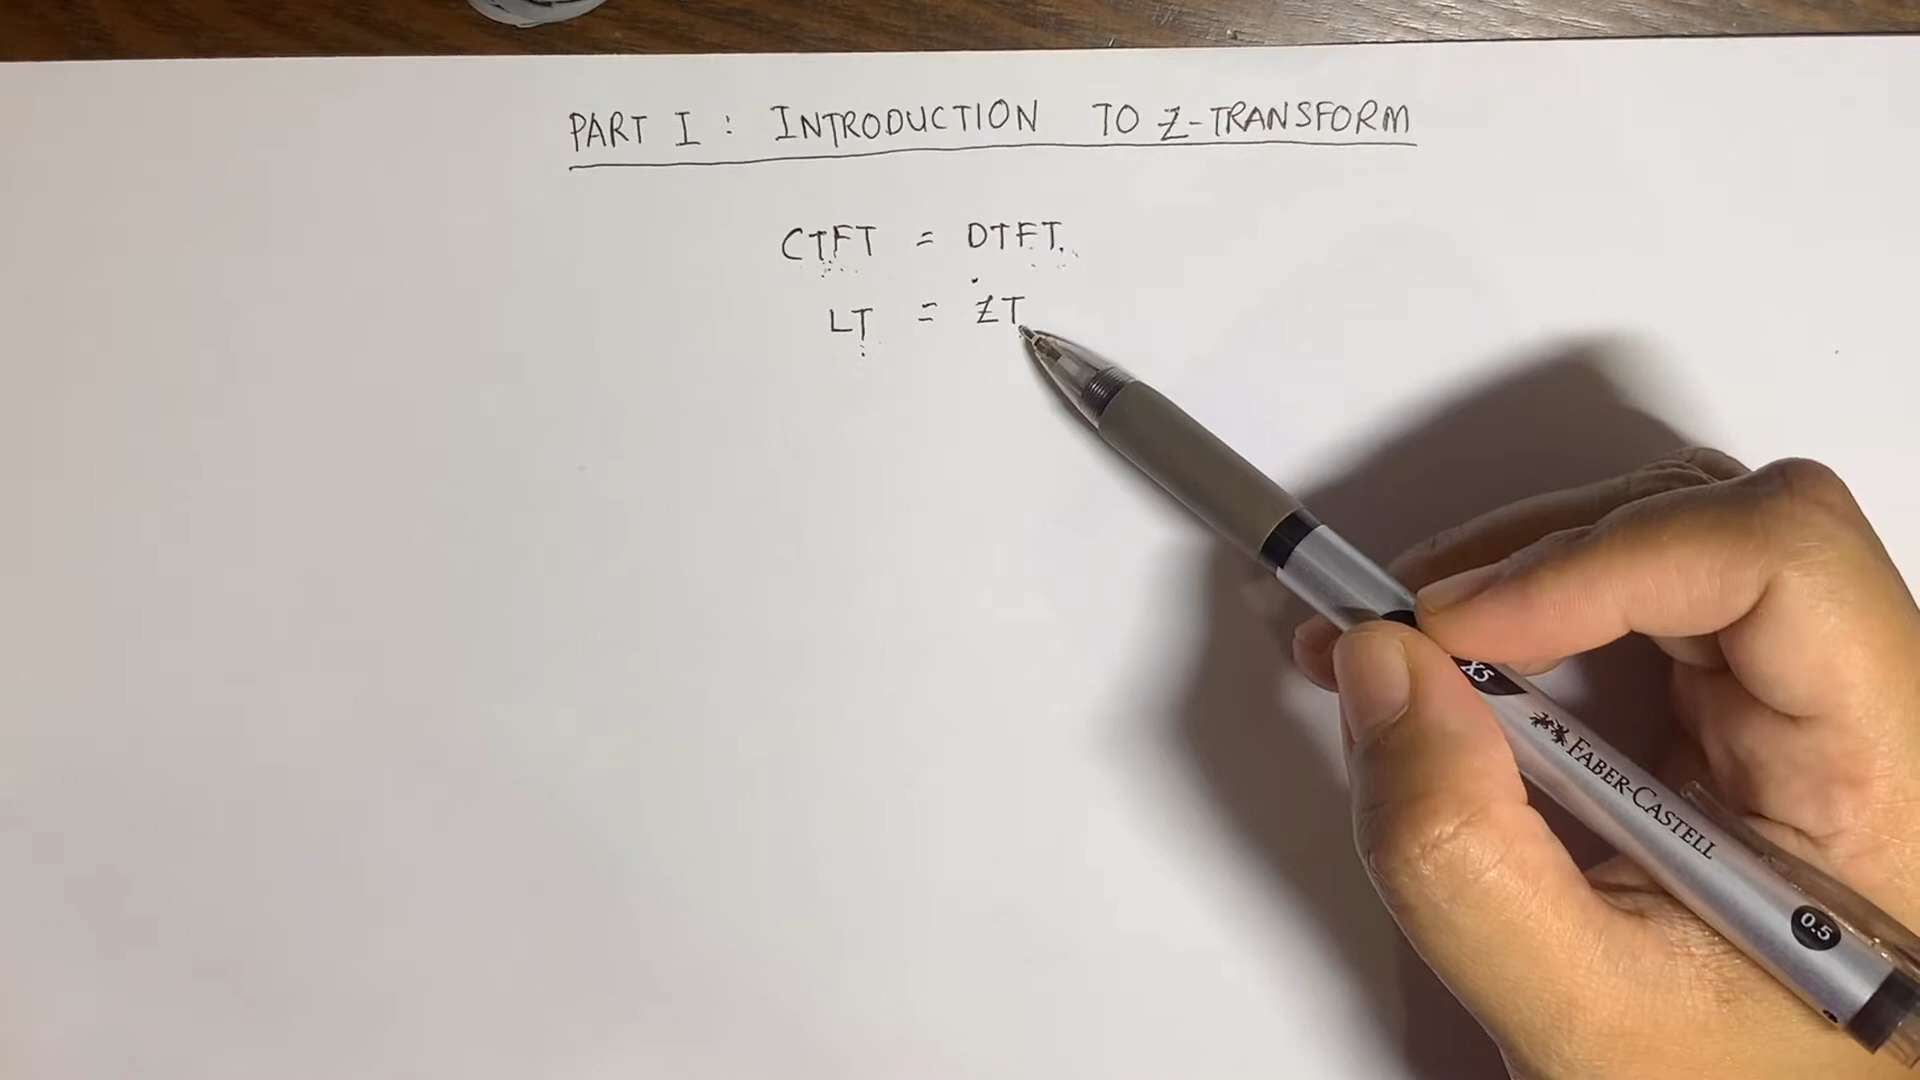 PART I : INTRODUCTION TO Z-TRANSFORM
CTFT = DTFT.
LT = ZT
X5
FABER-CASTELL
0.5